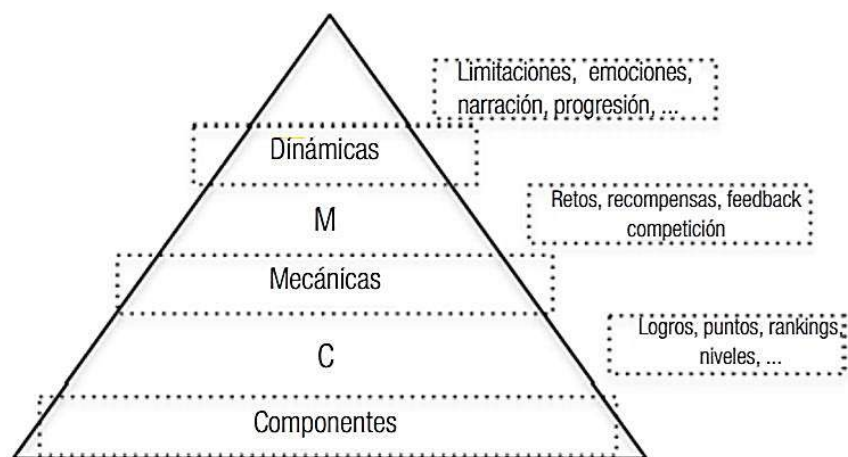 Limitaciones, emociones,
narración, progresión, ...
Dinámicas
Retos, recompensas, feedback
competición
M
Mecánicas
Logros, puntos, rankings,
niveles, ...
C
Componentes